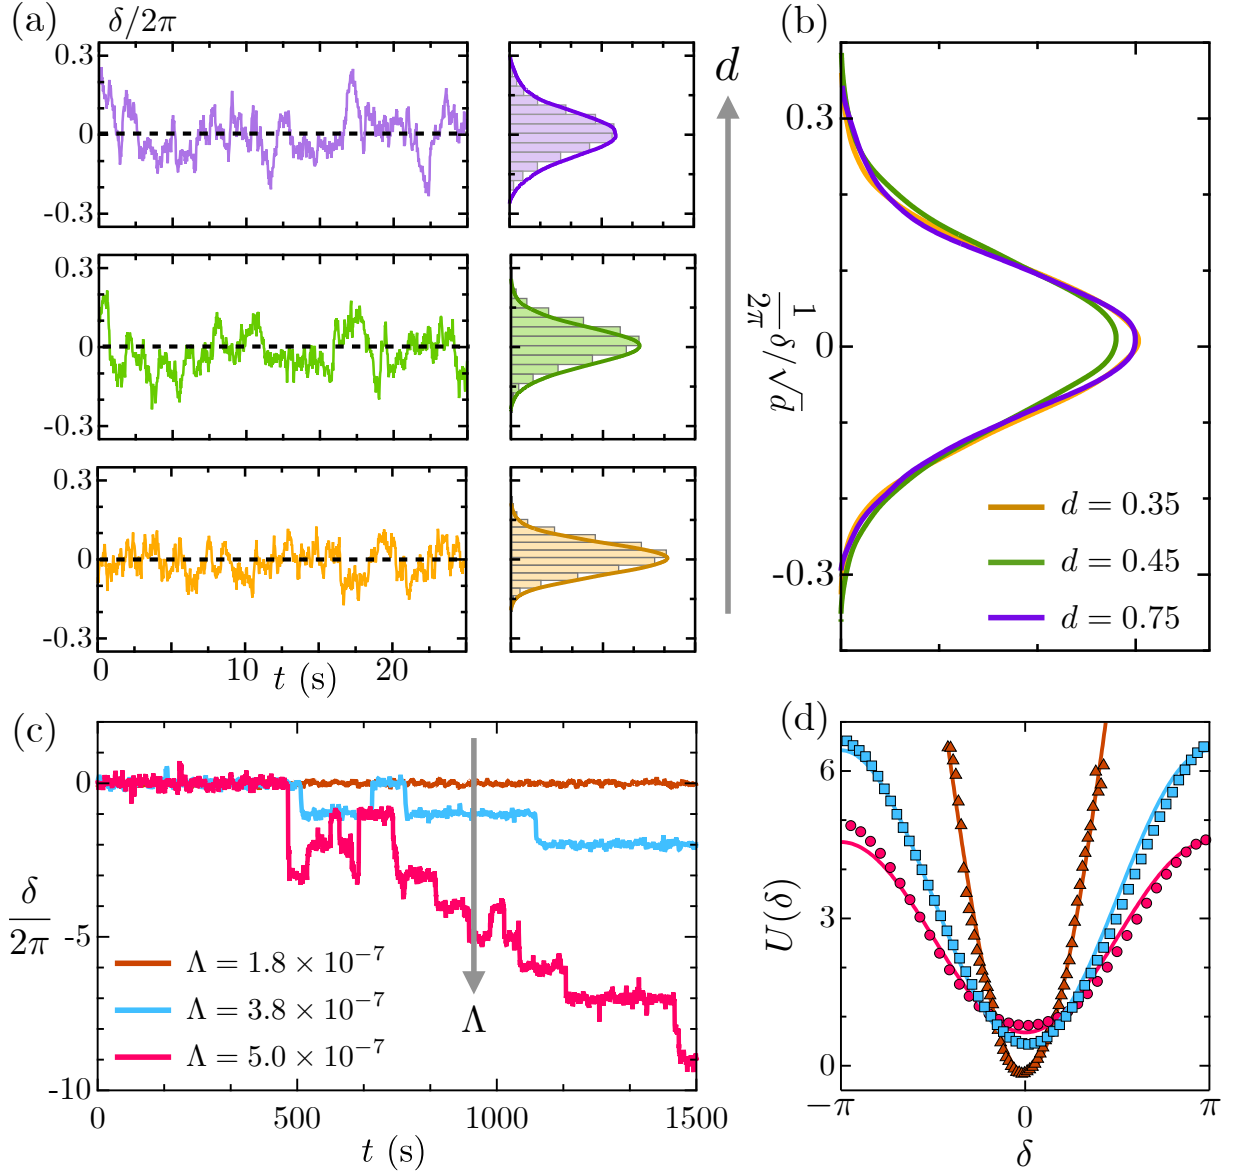 (a) δ/2π
0.3
0
-0.3
0.3
0
-0.3
0.3
0
-0.3
0 10 20
t (s)
d
(b)
0.3
0
-0.3
1/2π δ/√d
d = 0.35
d = 0.45
d = 0.75
(c)
0
-5
-10
δ/2π
Λ = 1.8 × 10⁻⁷
Λ = 3.8 × 10⁻⁷
Λ = 5.0 × 10⁻⁷
Λ
0 500 1000 1500
t (s)
(d)
6
3
0
U(δ)
−π 0 π
δ